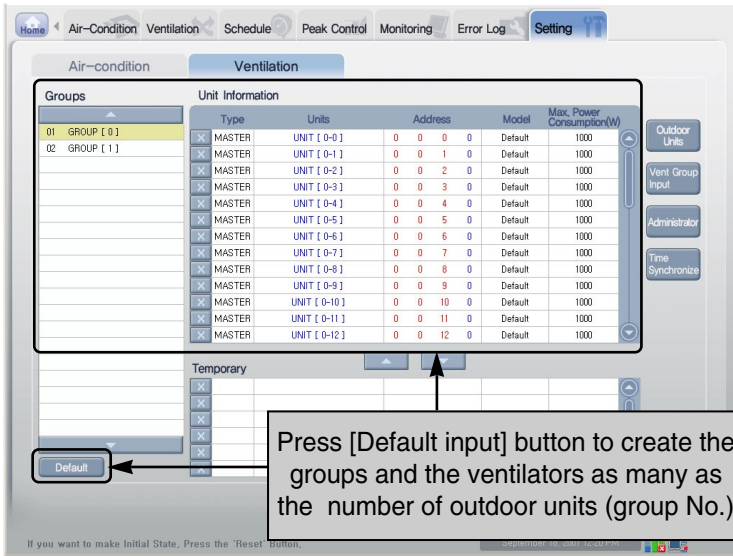 Home Air-Condition Ventilation Schedule Peak Control Monitoring Error Log Setting
Air-condition Ventilation
Groups
01 GROUP [ 0 ]
02 GROUP [ 1 ]
Default
Unit Information
Type Units Address Model Max, Power Consumption(W)
X MASTER UNIT [ 0-0 ] 0 0 0 0 Default 1000
X MASTER UNIT [ 0-1 ] 0 0 1 0 Default 1000
X MASTER UNIT [ 0-2 ] 0 0 2 0 Default 1000
X MASTER UNIT [ 0-3 ] 0 0 3 0 Default 1000
X MASTER UNIT [ 0-4 ] 0 0 4 0 Default 1000
X MASTER UNIT [ 0-5 ] 0 0 5 0 Default 1000
X MASTER UNIT [ 0-6 ] 0 0 6 0 Default 1000
X MASTER UNIT [ 0-7 ] 0 0 7 0 Default 1000
X MASTER UNIT [ 0-8 ] 0 0 8 0 Default 1000
X MASTER UNIT [ 0-9 ] 0 0 9 0 Default 1000
X MASTER UNIT [ 0-10 ] 0 0 10 0 Default 1000
X MASTER UNIT [ 0-11 ] 0 0 11 0 Default 1000
X MASTER UNIT [ 0-12 ] 0 0 12 0 Default 1000
Outdoor
Units
Vent Group
Input
Administrator
Time
Synchronize
Temporary
X
X
X
X
X
X
Press [Default input] button to create the
groups and the ventilators as many as
the number of outdoor units (group No.)
If you want to make Initial State, Press the 'Reset' Button,